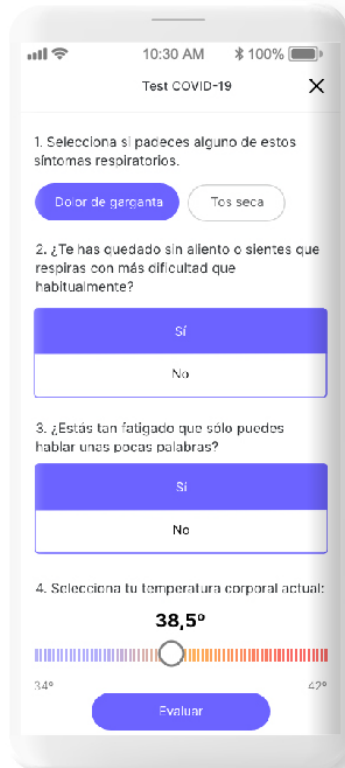 10:30 AM 100%
Test COVID-19
1. Selecciona si padeces alguno de estos
síntomas respiratorios.
Dolor de garganta Tos seca
2. ¿Te has quedado sin aliento o sientes que
respiras con más dificultad que
habitualmente?
Sí
No
3. ¿Estás tan fatigado que sólo puedes
hablar unas pocas palabras?
Sí
No
4. Selecciona tu temperatura corporal actual:
38,5º
34º 42º
Evaluar